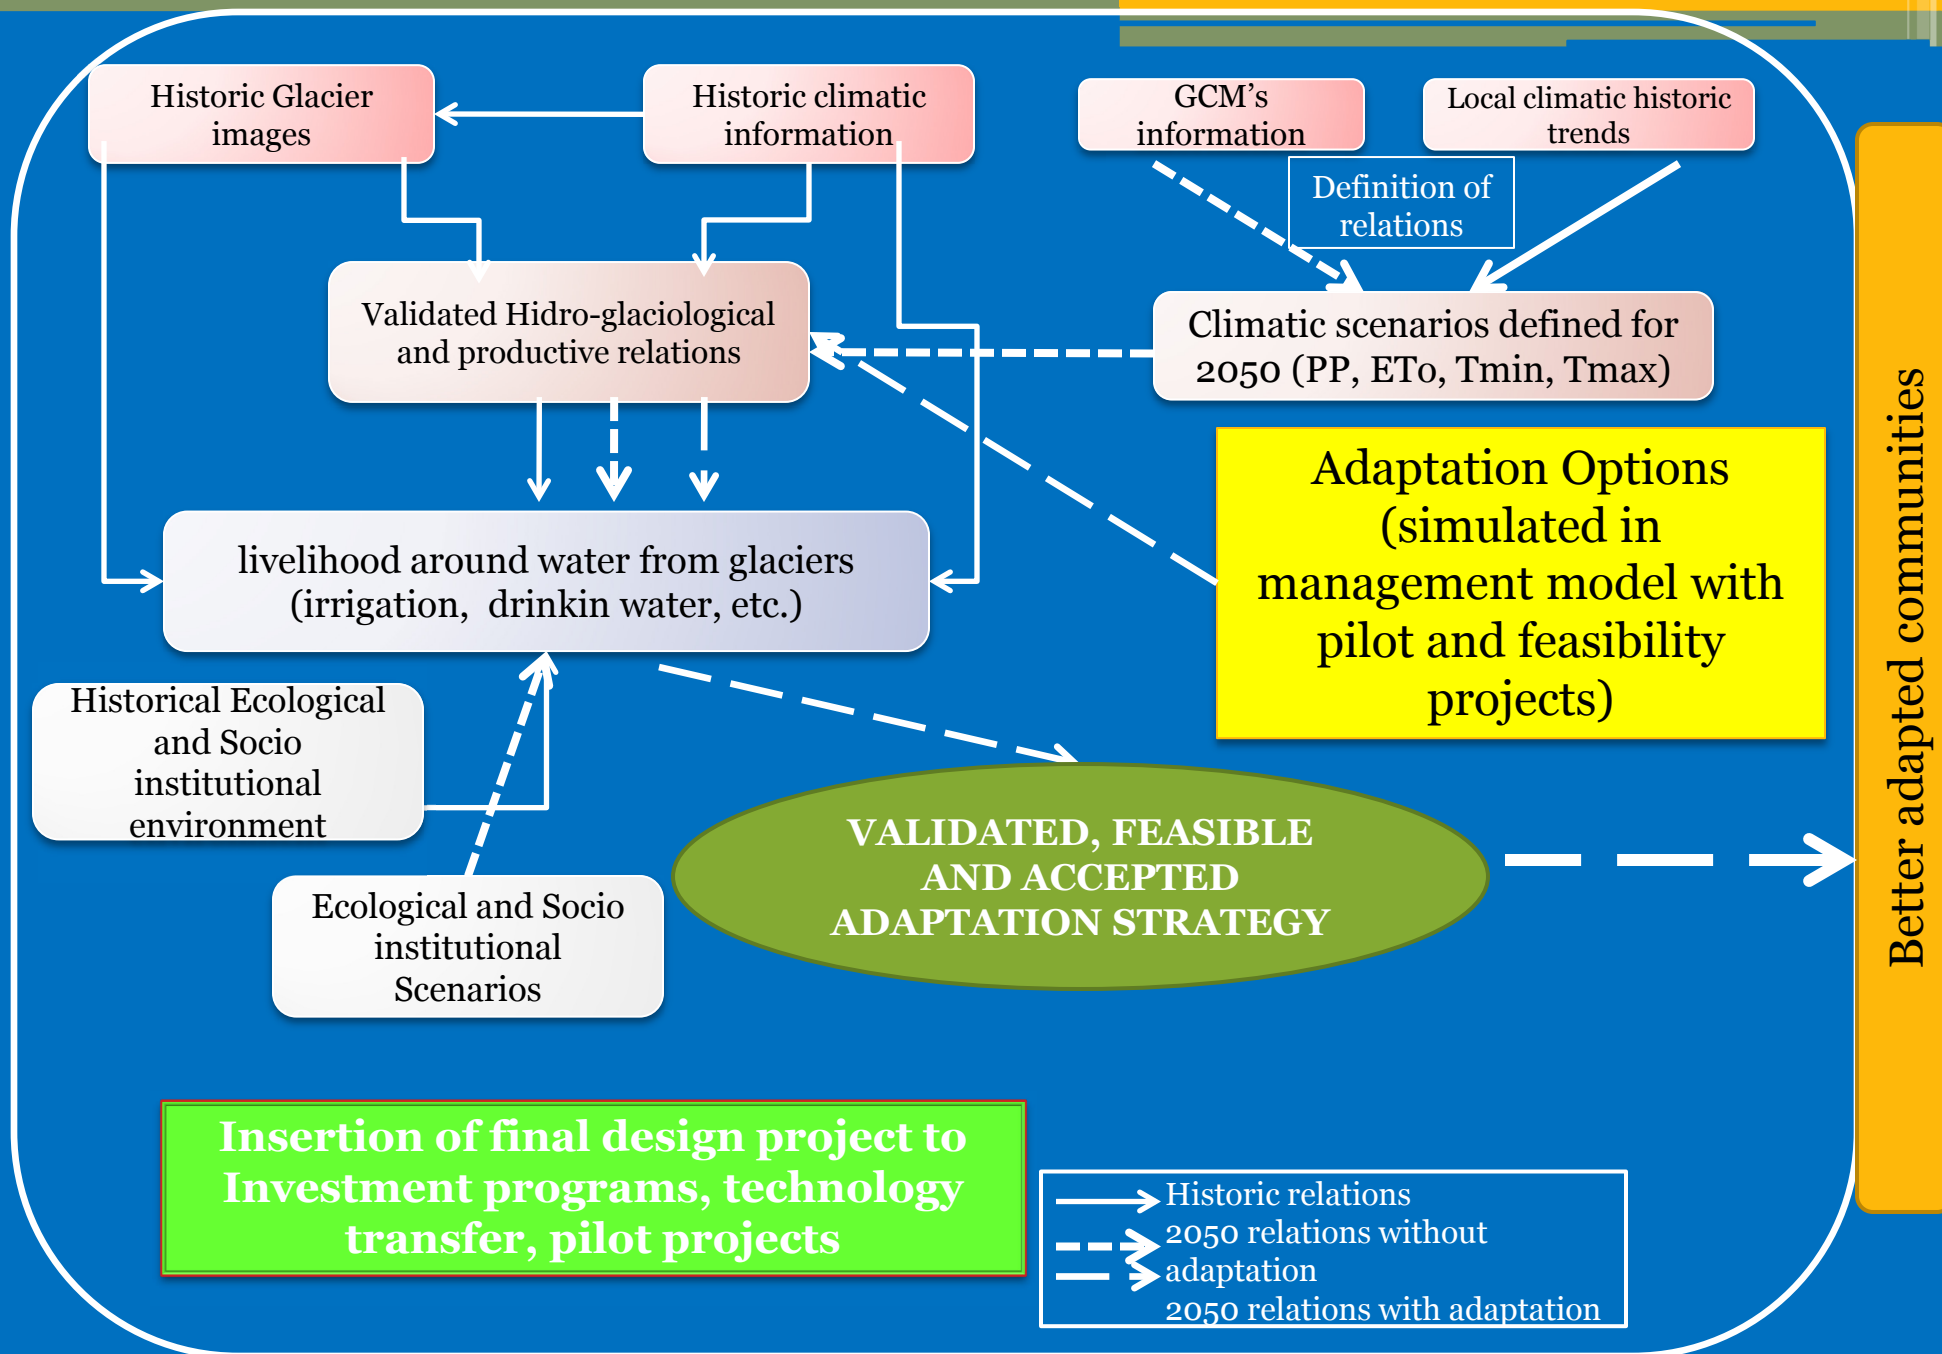 Historic Glacier
images
Historic climatic
information
GCM's
information
Local climatic historic
trends
Definition of
relations
Validated Hidro-glaciological
and productive relations
Climatic scenarios defined for
2050 (PP, ETo, Tmin, Tmax)
Adaptation Options
(simulated in
management model with
pilot and feasibility
projects)
livelihood around water from glaciers
(irrigation, drinkin water, etc.)
Historical Ecological
and Socio
institutional
environment
Ecological and Socio
institutional
Scenarios
VALIDATED, FEASIBLE
AND ACCEPTED
ADAPTATION STRATEGY
Better adapted communities
Insertion of final design project to
Investment programs, technology
transfer, pilot projects
Historic relations
2050 relations without
adaptation
2050 relations with adaptation